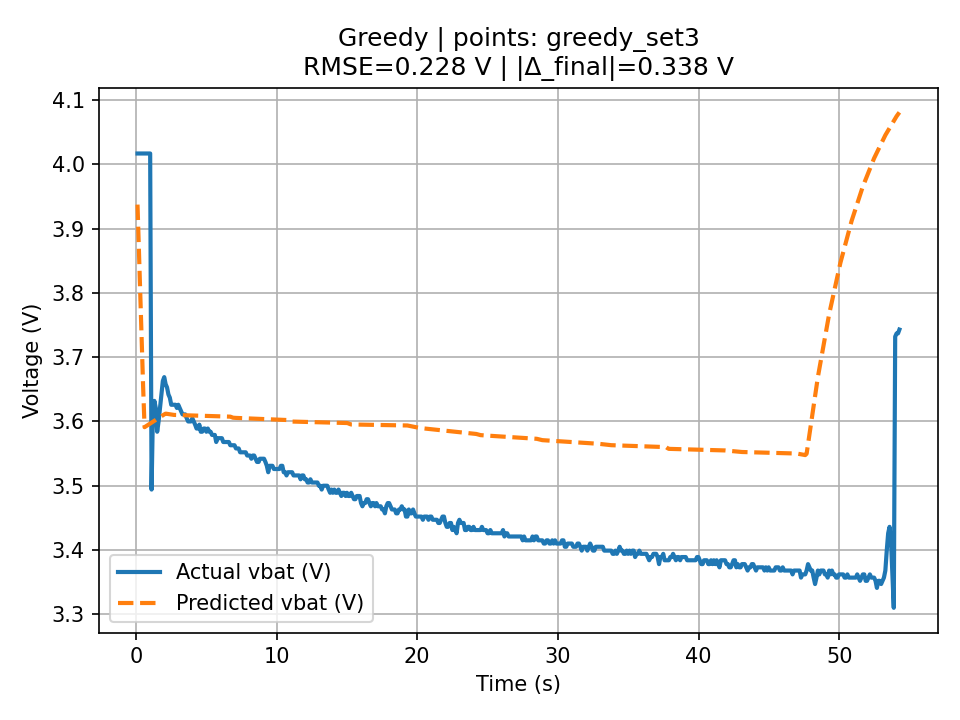 Greedy | points: greedy_set3
RMSE=0.228 V | |Δ_final|=0.338 V
Voltage (V)
4.1
4.0
3.9
3.8
3.7
3.6
3.5
3.4
3.3
Actual vbat (V)
Predicted vbat (V)
0 10 20 30 40 50
Time (s)